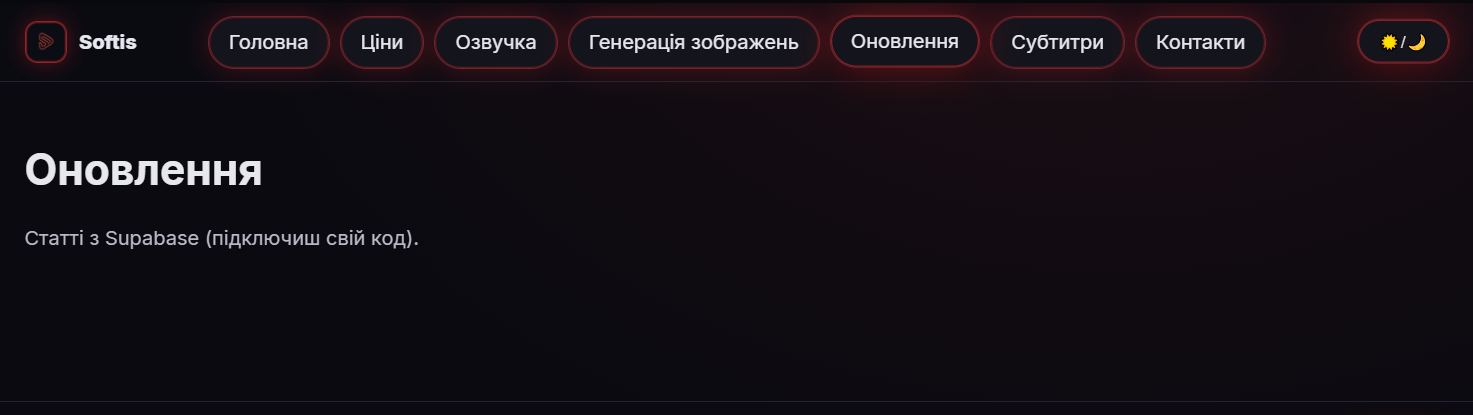 Softis
Головна
Ціни
Озвучка
Генерація зображень
Оновлення
Субтитри
Контакти
☀️/🌙
Оновлення
Статті з Supabase (підключиш свій код).